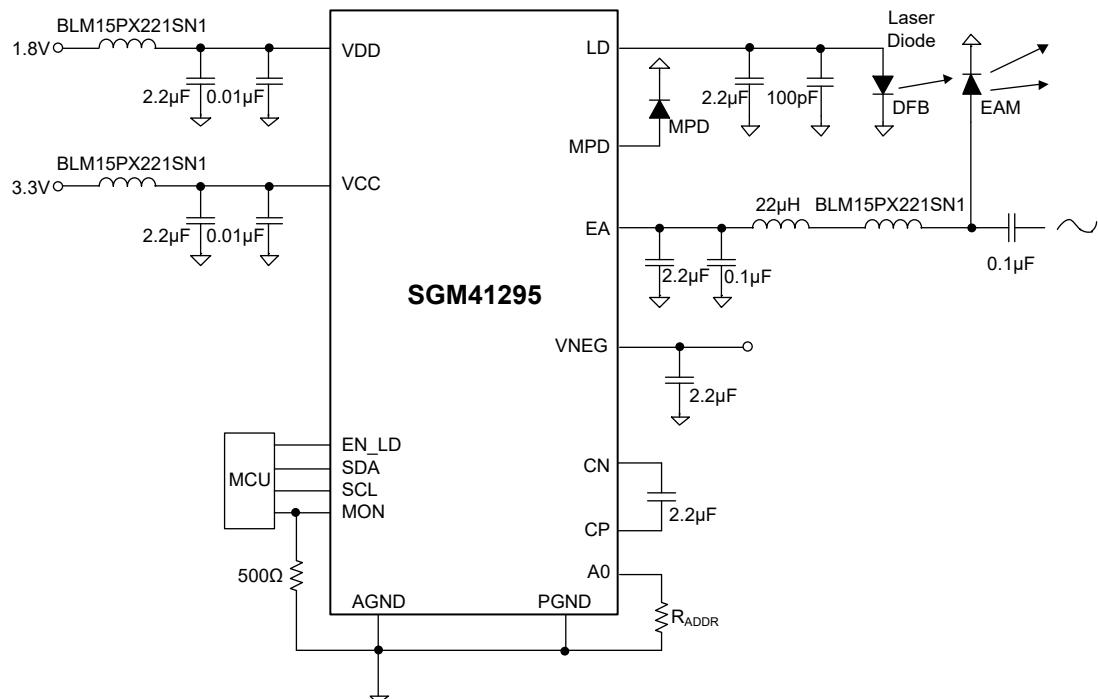 BLM15PX221SN1
1.8V
VDD
2.2µF
0.01µF
BLM15PX221SN1
3.3V
VCC
2.2µF
0.01µF
SGM41295
LD
2.2µF
100pF
Laser
Diode
DFB
EAM
MPD
MPD
EA
22µH
BLM15PX221SN1
2.2µF
0.1µF
0.1µF
VNEG
2.2µF
MCU
EN_LD
SDA
SCL
MON
CN
2.2µF
CP
500Ω
A0
RADDR
AGND
PGND